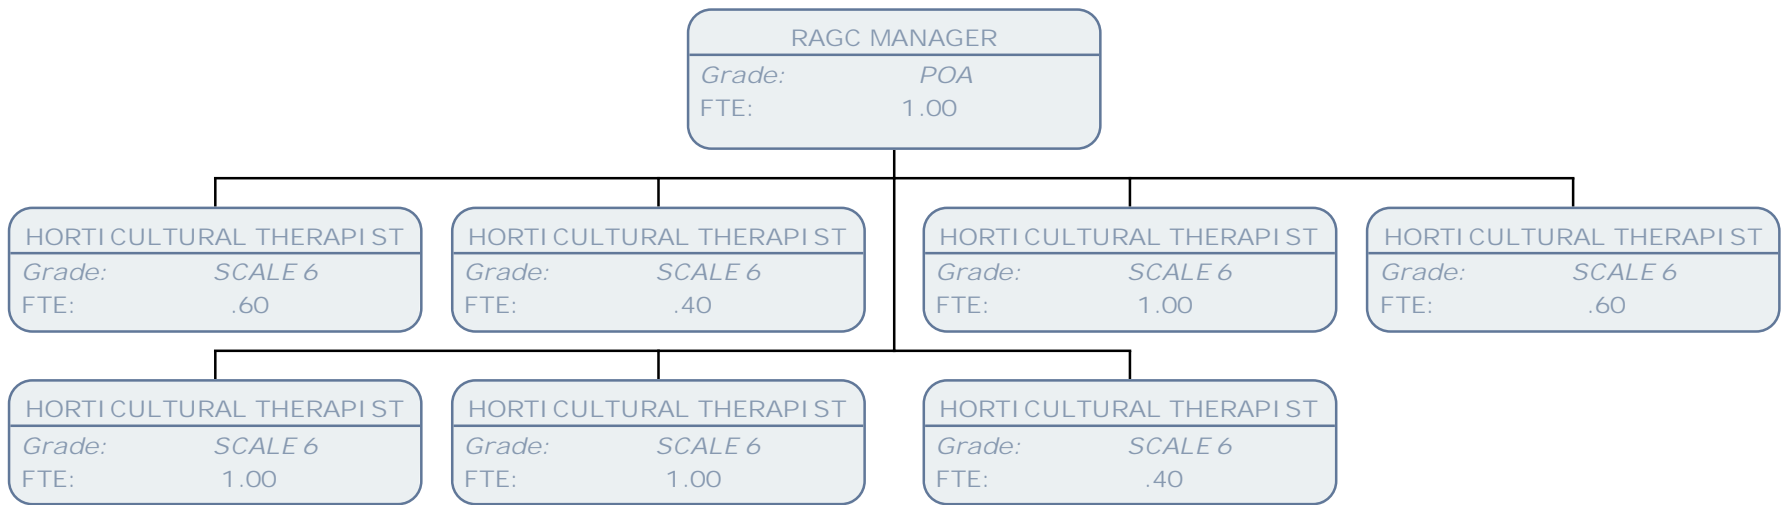 RAGC MANAGER
Grade: POA
FTE: 1.00
HORTICULTURAL THERAPIST
Grade: SCALE 6
FTE: .60
HORTICULTURAL THERAPIST
Grade: SCALE 6
FTE: .40
HORTICULTURAL THERAPIST
Grade: SCALE 6
FTE: 1.00
HORTICULTURAL THERAPIST
Grade: SCALE 6
FTE: .60
HORTICULTURAL THERAPIST
Grade: SCALE 6
FTE: 1.00
HORTICULTURAL THERAPIST
Grade: SCALE 6
FTE: 1.00
HORTICULTURAL THERAPIST
Grade: SCALE 6
FTE: .40